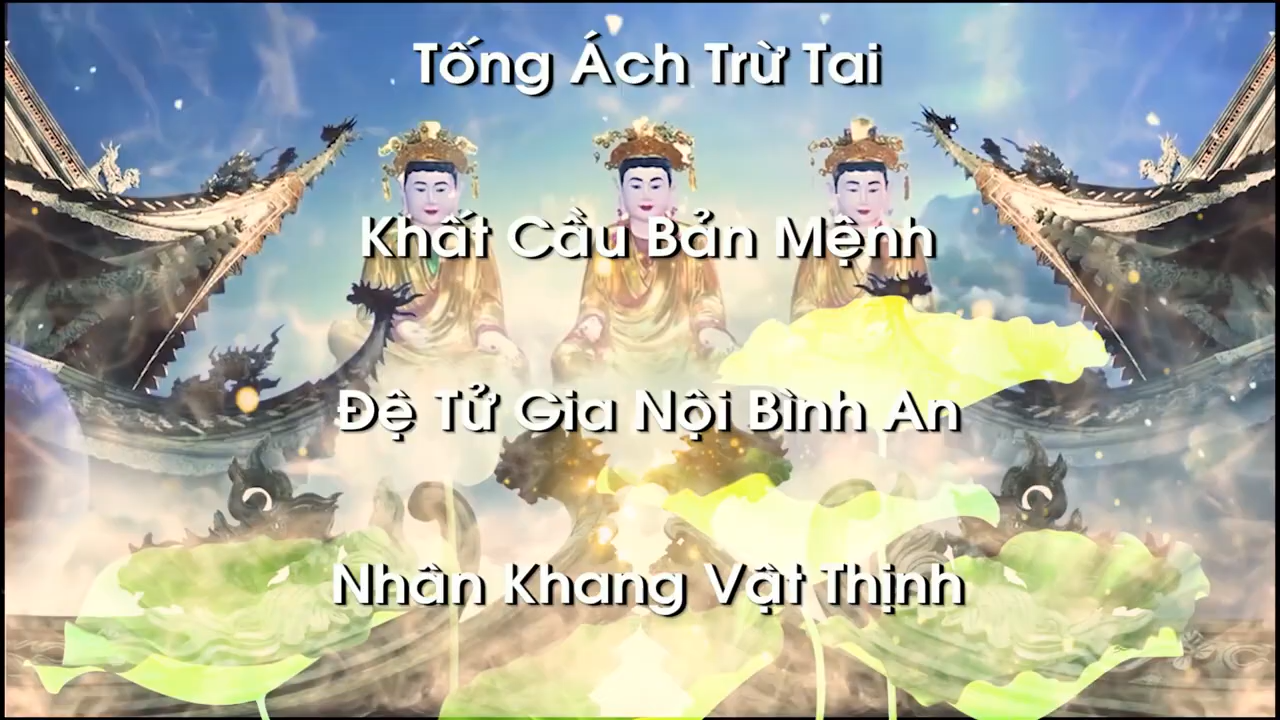 Tống Ách Trừ Tai
Khất Cầu Bản Mệnh
Đệ Tử Gia Nội Bình An
Nhân Khang Vật Thịnh